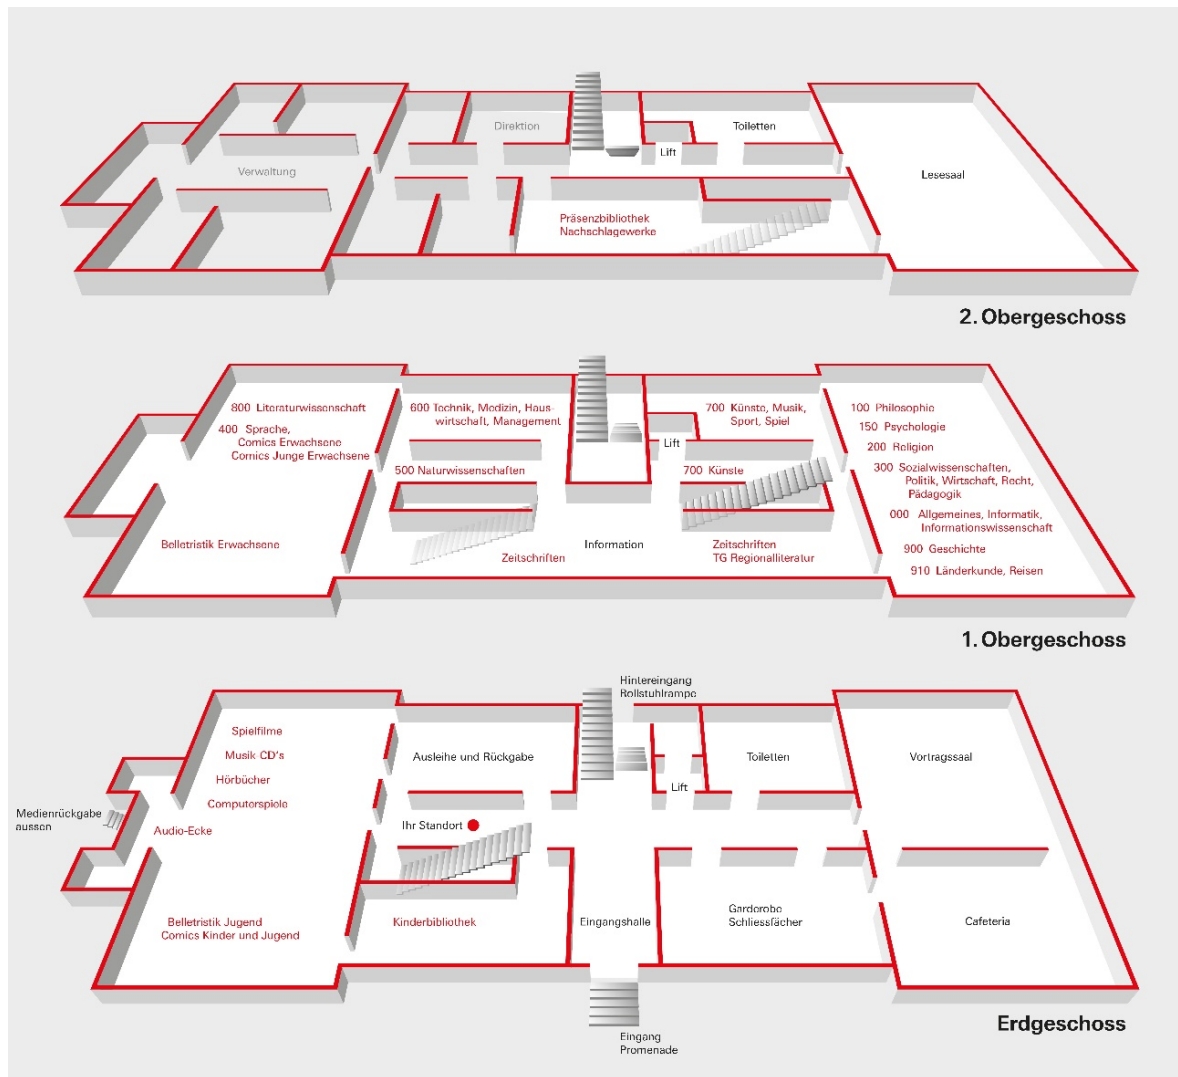 Direktion
Toiletten
Lift
Verwaltung
Lesesaal
Präsenzbibliothek
Nachschlagewerke
2. Obergeschoss
800 Literaturwissenschaft
400 Sprache,
Comics Erwachsene
Comics Junge Erwachsene
600 Technik, Medizin, Haus-
wirtschaft, Management
700 Künste, Musik,
Sport, Spiel
Lift
500 Naturwissenschaften
700 Künste
100 Philosophie
150 Psychologie
200 Religion
300 Sozialwissenschaften,
Politik, Wirtschaft, Recht,
Pädagogik
000 Allgemeines, Informatik,
Informationswissenschaft
900 Geschichte
910 Länderkunde, Reisen
Belletristik Erwachsene
Zeitschriften
Information
Zeitschriften
TG Regionalliteratur
1. Obergeschoss
Hintereingang
Rollstuhlrampe
Spielfilme
Musik CD's
Hörbücher
Computerspiele
Audio-Ecke
Medienrückgabe
aussen
Ausleihe und Rückgabe
Toiletten
Lift
Vortragssaal
Ihr Standort
Belletristik Jugend
Comics Kinder und Jugend
Kinderbibliothek
Eingangshalle
Garderobe
Schliessfächer
Cafeteria
Erdgeschoss
Eingang
Promenade